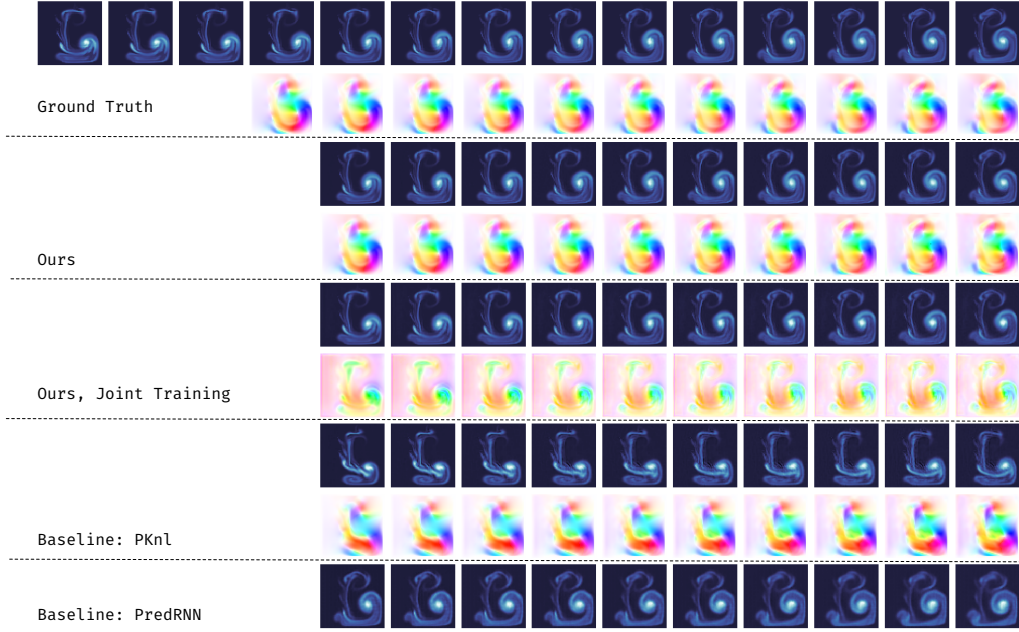 Ground Truth
Ours
Ours, Joint Training
Baseline: PKnl
Baseline: PredRNN